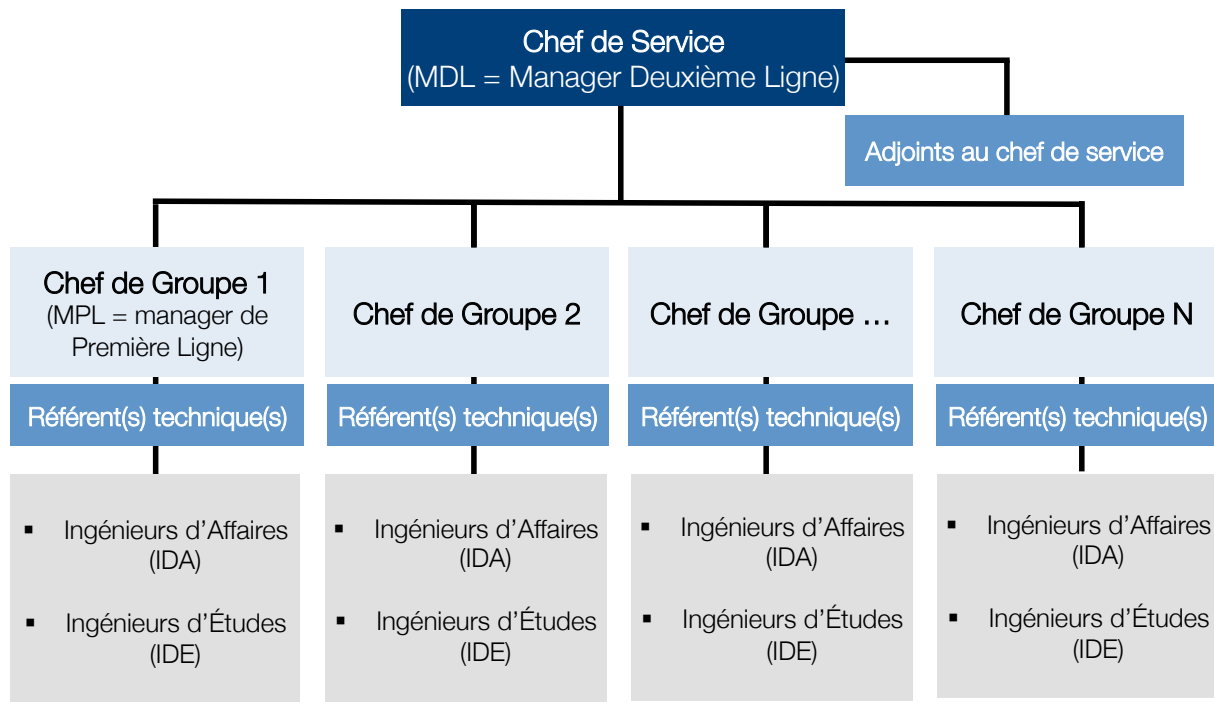 Chef de Service
(MDL = Manager Deuxième Ligne)
Adjoints au chef de service
Chef de Groupe 1
(MPL = manager de
Première Ligne)
Chef de Groupe 2
Chef de Groupe …
Chef de Groupe N
Référent(s) technique(s)
Référent(s) technique(s)
Référent(s) technique(s)
Référent(s) technique(s)
▪ Ingénieurs d’Affaires
(IDA)
▪ Ingénieurs d’Études
(IDE)
▪ Ingénieurs d’Affaires
(IDA)
▪ Ingénieurs d’Études
(IDE)
▪ Ingénieurs d’Affaires
(IDA)
▪ Ingénieurs d’Études
(IDE)
▪ Ingénieurs d’Affaires
(IDA)
▪ Ingénieurs d’Études
(IDE)